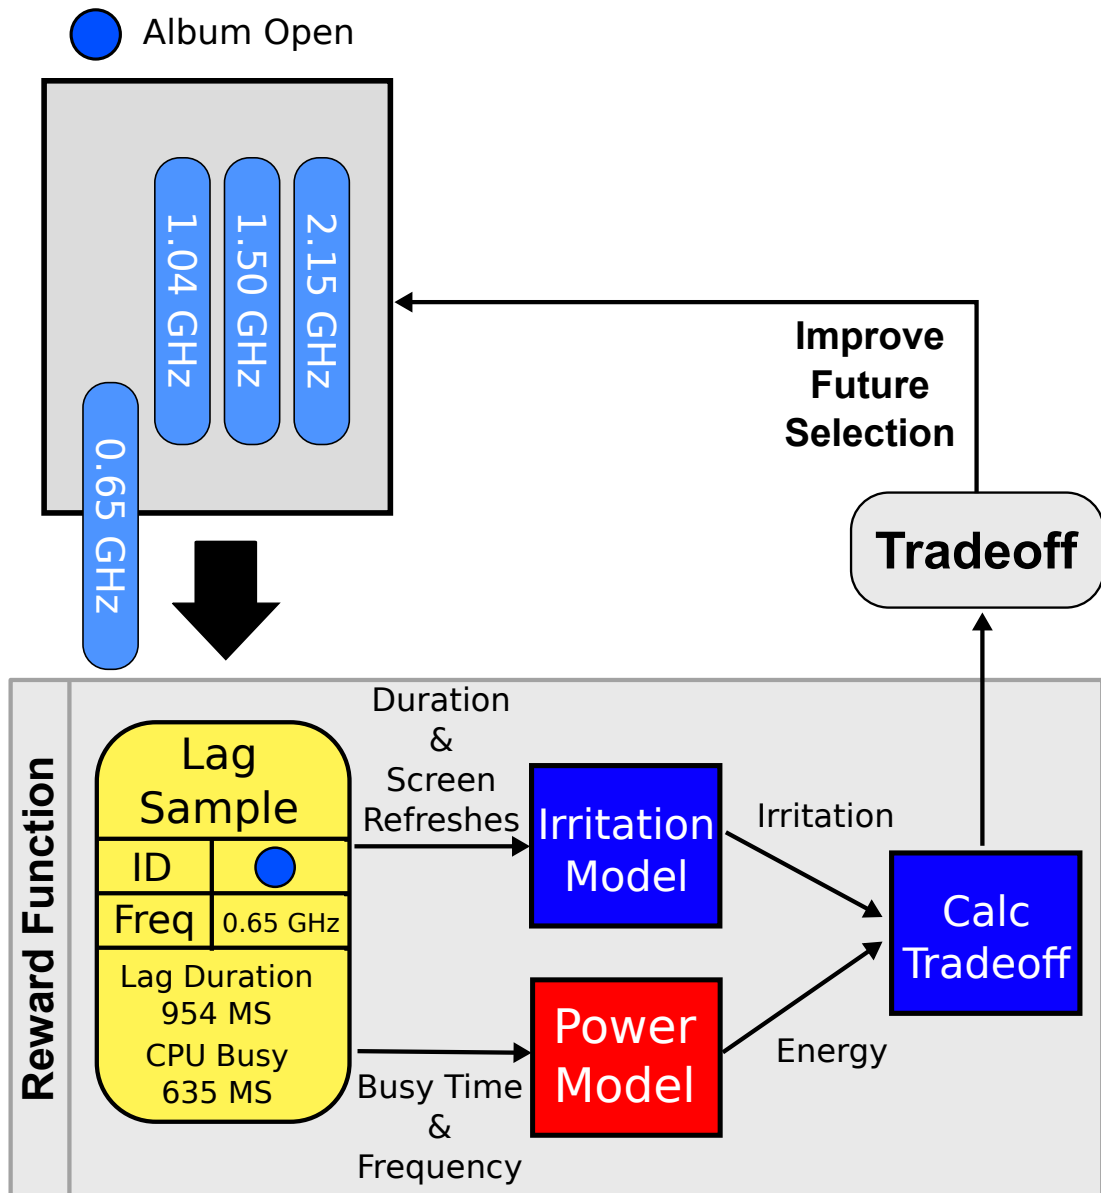 Album Open
1.04 GHz
1.50 GHz
2.15 GHz
0.65 GHz
Improve
Future
Selection
Tradeoff
Reward Function
Lag
Sample
ID
Freq
0.65 GHz
Lag Duration
954 MS
CPU Busy
635 MS
Duration
&
Screen
Refreshes
Irritation
Model
Irritation
Busy Time
&
Frequency
Power
Model
Energy
Calc
Tradeoff